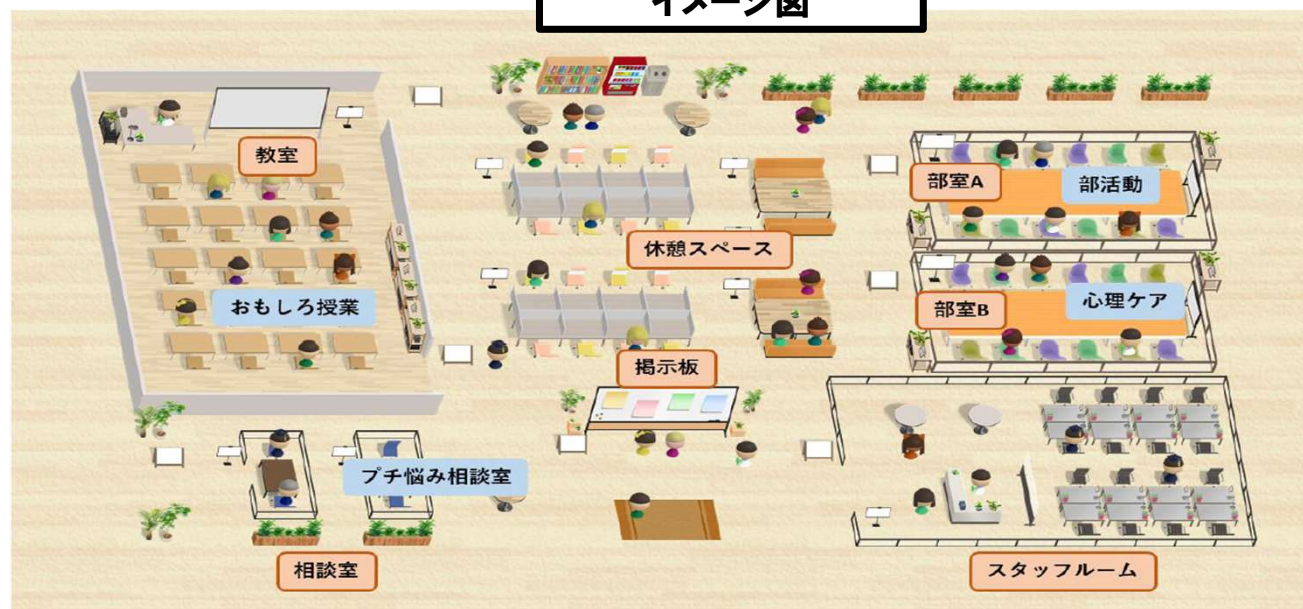 イメージ図
教室
部室A
部活動
休憩スペース
おもしろ授業
部室B
心理ケア
掲示板
プチ悩み相談室
相談室
スタッフルーム